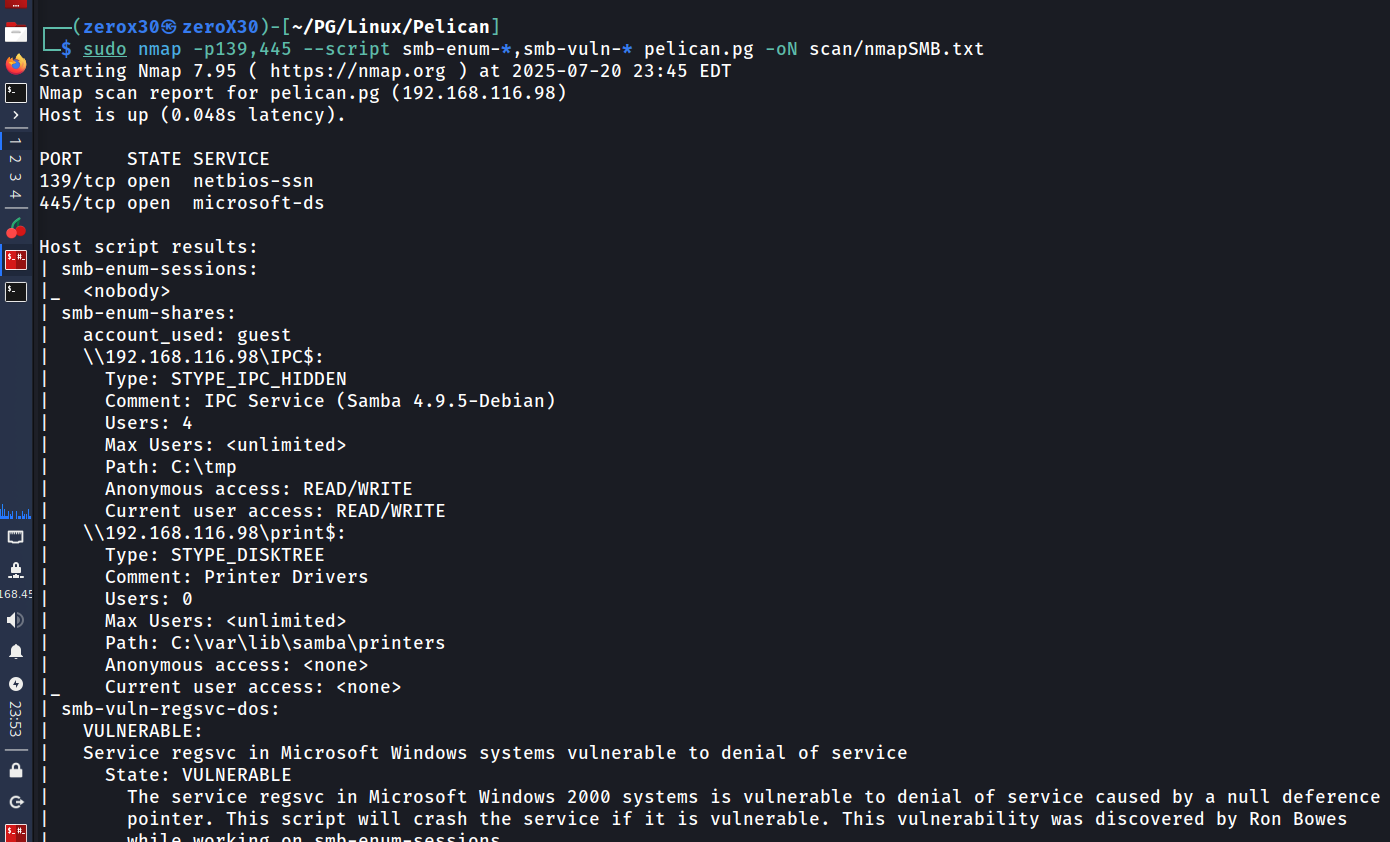 ┌──(zerox30㉿zeroX30)-[~/PG/Linux/Pelican]
└─$ sudo nmap -p139,445 --script smb-enum-*,smb-vuln-* pelican.pg -oN scan/nmapSMB.txt
Starting Nmap 7.95 ( https://nmap.org ) at 2025-07-20 23:45 EDT
Nmap scan report for pelican.pg (192.168.116.98)
Host is up (0.048s latency).
PORT    STATE SERVICE
139/tcp open  netbios-ssn
445/tcp open  microsoft-ds
Host script results:
| smb-enum-sessions:
|_  <nobody>
| smb-enum-shares:
|   account_used: guest
|   \\192.168.116.98\IPC$:
|     Type: STYPE_IPC_HIDDEN
|     Comment: IPC Service (Samba 4.9.5-Debian)
|     Users: 4
|     Max Users: <unlimited>
|     Path: C:\tmp
|     Anonymous access: READ/WRITE
|     Current user access: READ/WRITE
|   \\192.168.116.98\print$:
|     Type: STYPE_DISKTREE
|     Comment: Printer Drivers
|     Users: 0
|     Max Users: <unlimited>
|     Path: C:\var\lib\samba\printers
|     Anonymous access: <none>
|_    Current user access: <none>
| smb-vuln-regsvc-dos:
|   VULNERABLE:
|   Service regsvc in Microsoft Windows systems vulnerable to denial of service
|     State: VULNERABLE
|       The service regsvc in Microsoft Windows 2000 systems is vulnerable to denial of service caused by a null deference
|       pointer. This script will crash the service if it is vulnerable. This vulnerability was discovered by Ron Bowes
|       while working on smb-enum-sessions.
1
2
3
4
168.45
23:53